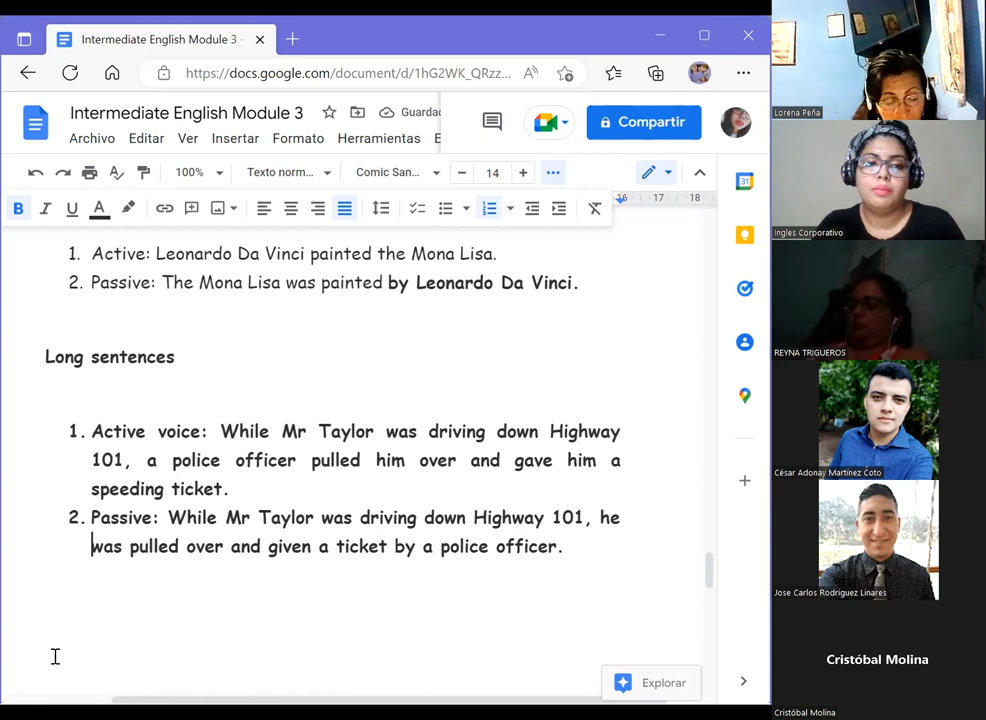 Intermediate English Module 3 -
https://docs.google.com/document/d/1hG2WK_QRzz...
Intermediate English Module 3
Guardac
Archivo Editar Ver Insertar Formato Herramientas E
Compartir
100% Texto norm... Comic San... 14
B I U A
16 17 18
31
1. Active: Leonardo Da Vinci painted the Mona Lisa.
2. Passive: The Mona Lisa was painted by Leonardo Da Vinci.
Long sentences
1. Active voice: While Mr Taylor was driving down Highway
101, a police officer pulled him over and gave him a
speeding ticket.
2. Passive: While Mr Taylor was driving down Highway 101, he
was pulled over and given a ticket by a police officer.
Explorar
Lorena Peña
Ingles Corporativo
REYNA TRIGUEROS
César Adonay Martínez Coto
Jose Carlos Rodriguez Linares
Cristóbal Molina
Cristóbal Molina